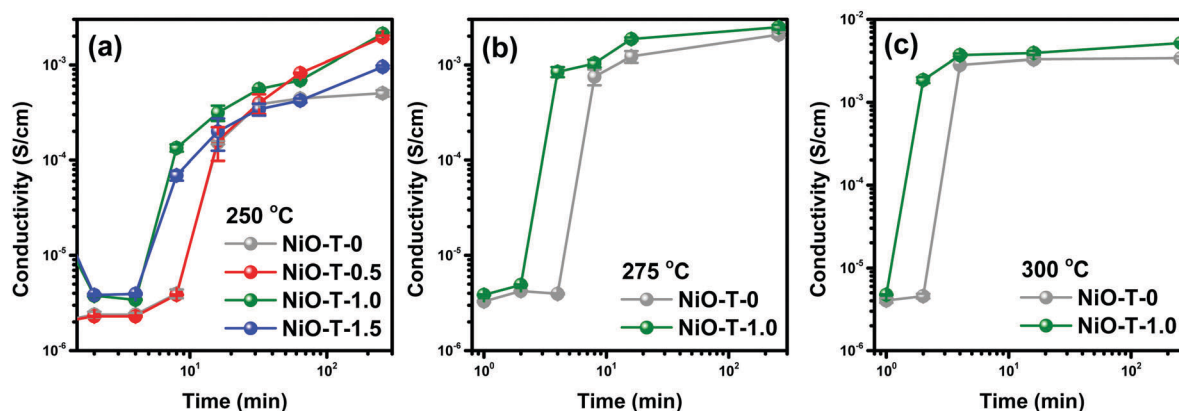 (a)
Conductivity (S/cm)
10⁻³
10⁻⁴
10⁻⁵
10⁻⁶
250 °C
NiO-T-0
NiO-T-0.5
NiO-T-1.0
NiO-T-1.5
10¹
10²
Time (min)
(b)
Conductivity (S/cm)
10⁻³
10⁻⁴
10⁻⁵
10⁻⁶
275 °C
NiO-T-0
NiO-T-1.0
10⁰
10¹
10²
Time (min)
(c)
Conductivity (S/cm)
10⁻²
10⁻³
10⁻⁴
10⁻⁵
10⁻⁶
300 °C
NiO-T-0
NiO-T-1.0
10⁰
10¹
10²
Time (min)